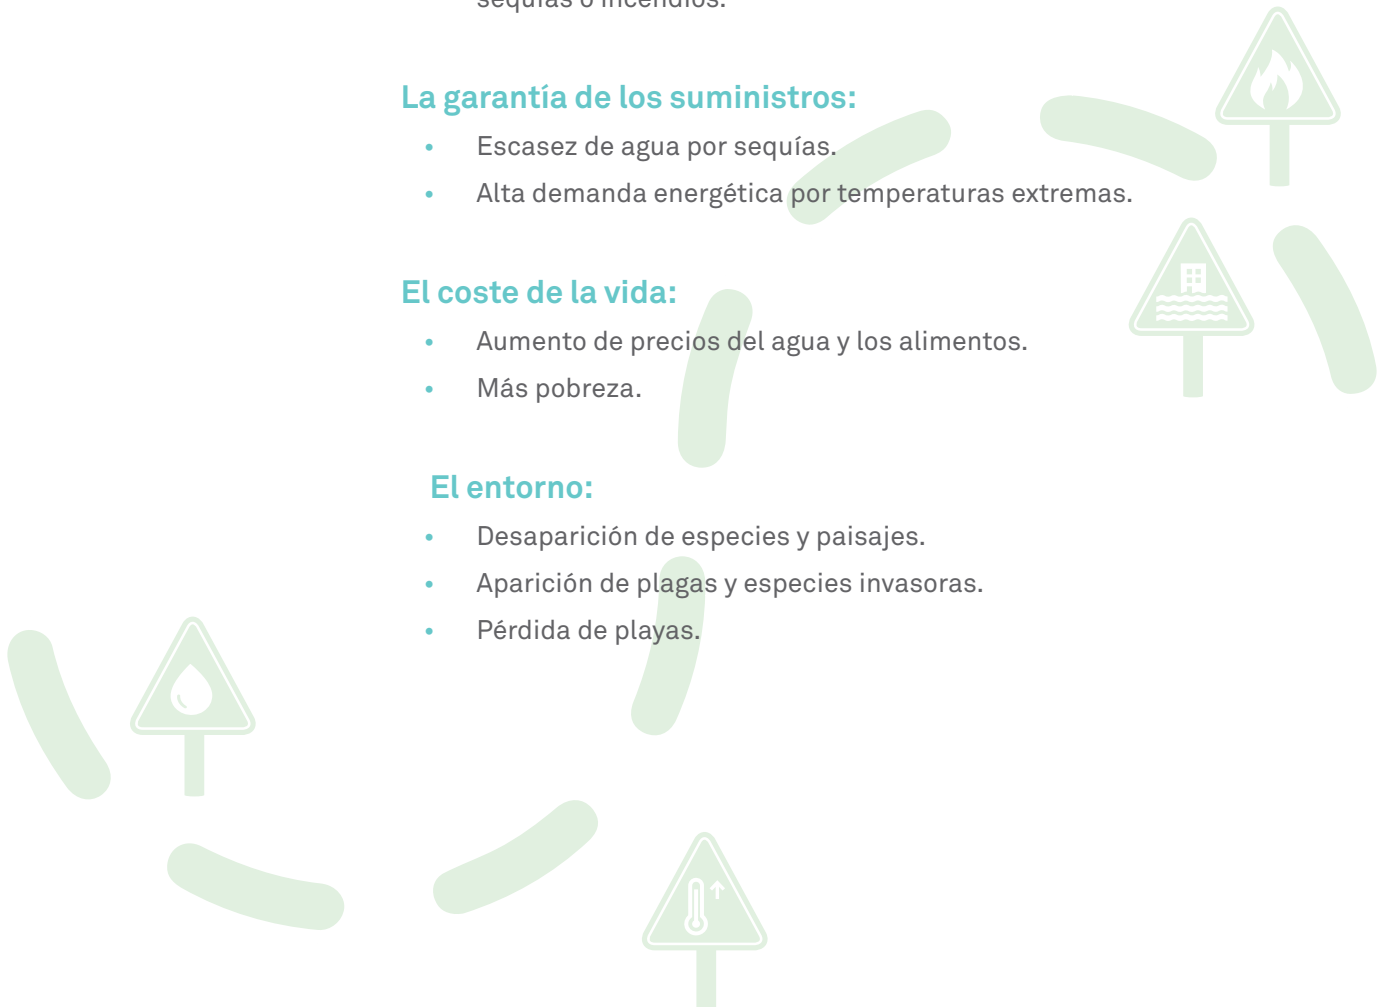 sequías o incendios.
La garantía de los suministros:
• Escasez de agua por sequías.
• Alta demanda energética por temperaturas extremas.
El coste de la vida:
• Aumento de precios del agua y los alimentos.
• Más pobreza.
El entorno:
• Desaparición de especies y paisajes.
• Aparición de plagas y especies invasoras.
• Pérdida de playas.